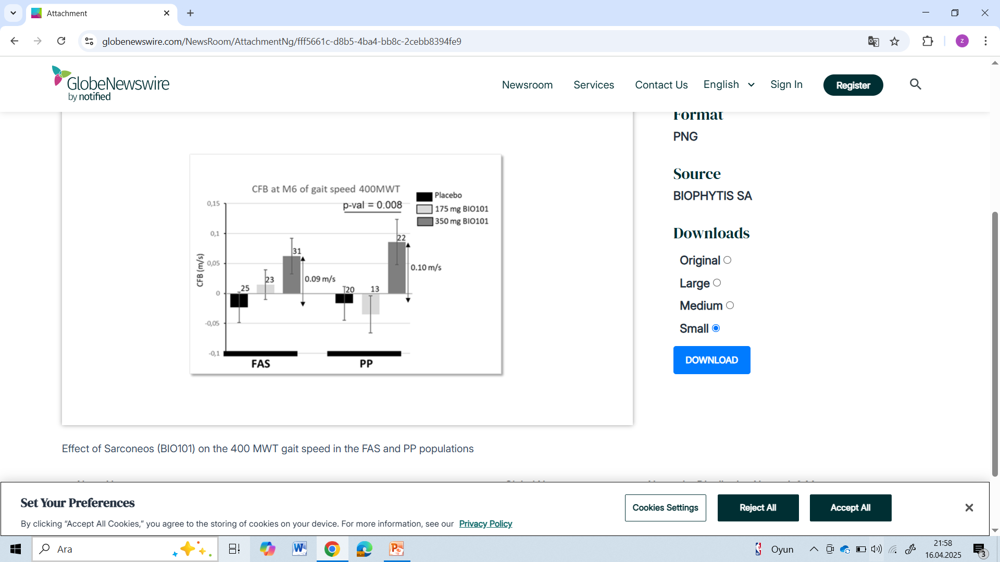 Attachment
globenewswire.com/NewsRoom/AttachmentNg/fff5661c-d8b5-4ba4-bb8c-2cebb8394fe9
z
GlobeNewswire
by notified
Newsroom
Services
Contact Us
English
Sign In
Register
CFB at M6 of gait speed 400MWT
p-val = 0.008
Placebo
175 mg BIO101
350 mg BIO101
CFB (m/s)
0,15
0,1
0,05
0
-0,05
-0,1
25
23
31
0.09 m/s
20
13
22
0.10 m/s
FAS
PP
Format
PNG
Source
BIOPHYTIS SA
Downloads
Original
Large
Medium
Small
DOWNLOAD
Effect of Sarconeos (BIO101) on the 400 MWT gait speed in the FAS and PP populations
Set Your Preferences
By clicking “Accept All Cookies,” you agree to the storing of cookies on your device. For more information, see our Privacy Policy
Cookies Settings
Reject All
Accept All
Ara
Oyun
21:58
16.04.2025
3